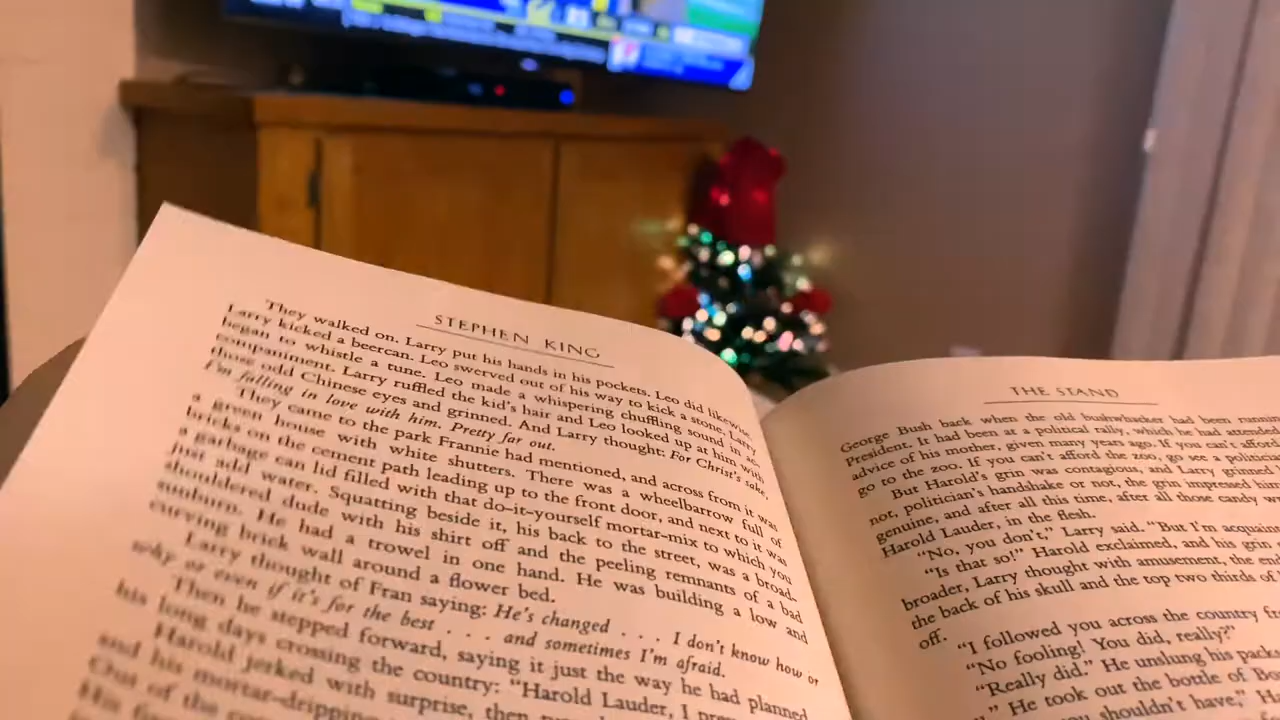 STEPHEN KING
They walked on. Larry put his hands in his pockets. Leo did likewise.
Larry kicked a beercan. Leo swerved out of his way to kick a stone. Larry
began to whistle a tune. Leo made a whispering chuffling sound in ac-
companiment. Larry ruffled the kid's hair and Leo looked up at him with
those odd Chinese eyes and grinned. And Larry thought: For Christ's sake,
I'm falling in love with him. Pretty far out.
They came to the park Frannie had mentioned, and across from it was
a green house with white shutters. There was a wheelbarrow full of
bricks on the cement path leading up to the front door, and next to it was
a garbage can lid filled with that do-it-yourself mortar-mix to which you
just add water. Squatting beside it, his back to the street, was a broad-
shouldered dude with his shirt off and the peeling remnants of a bad
sunburn. He had a trowel in one hand. He was building a low and
curving brick wall around a flower bed.
Larry thought of Fran saying: He's changed . . . I don't know how or
why or even if it's for the best . . . and sometimes I'm afraid.
Then he stepped forward, saying it just the way he had planned
his long days crossing the country: "Harold Lauder, I
Harold jerked with surprise, then
and his mortar-dripping
Out of the
His
THE STAND
George Bush back when the old bushwhacker had been
President. It had been at a political rally, which he had attended
advice of his mother, given many years ago. If you can't afford
go to the zoo. If you can't afford the zoo, go see a
But Harold's grin was contagious, and Larry grinned
not, politician's handshake or not, the grin impressed him
genuine, and after all this time, after all those candy
Harold Lauder, in the flesh.
"No, you don't," Larry said. "But I'm
"Is that so!" Harold exclaimed, and his grin
broader, Larry thought with amusement, the
the back of his skull and the top two thirds of
off.
"I followed you across the country
"No fooling! You did, really?"
"Really did." He unslung his
" He took out the bottle of
shouldn't have,"